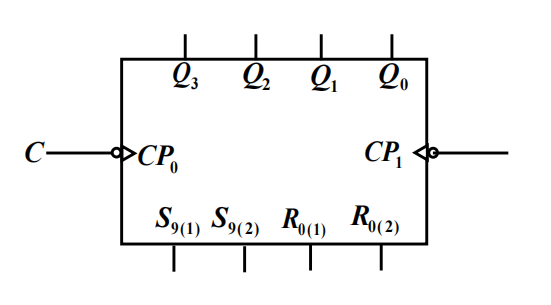 Q₃ Q₂ Q₁ Q₀
C CP₀ CP₁
S₉₍₁₎ S₉₍₂₎ R₀₍₁₎ R₀₍₂₎